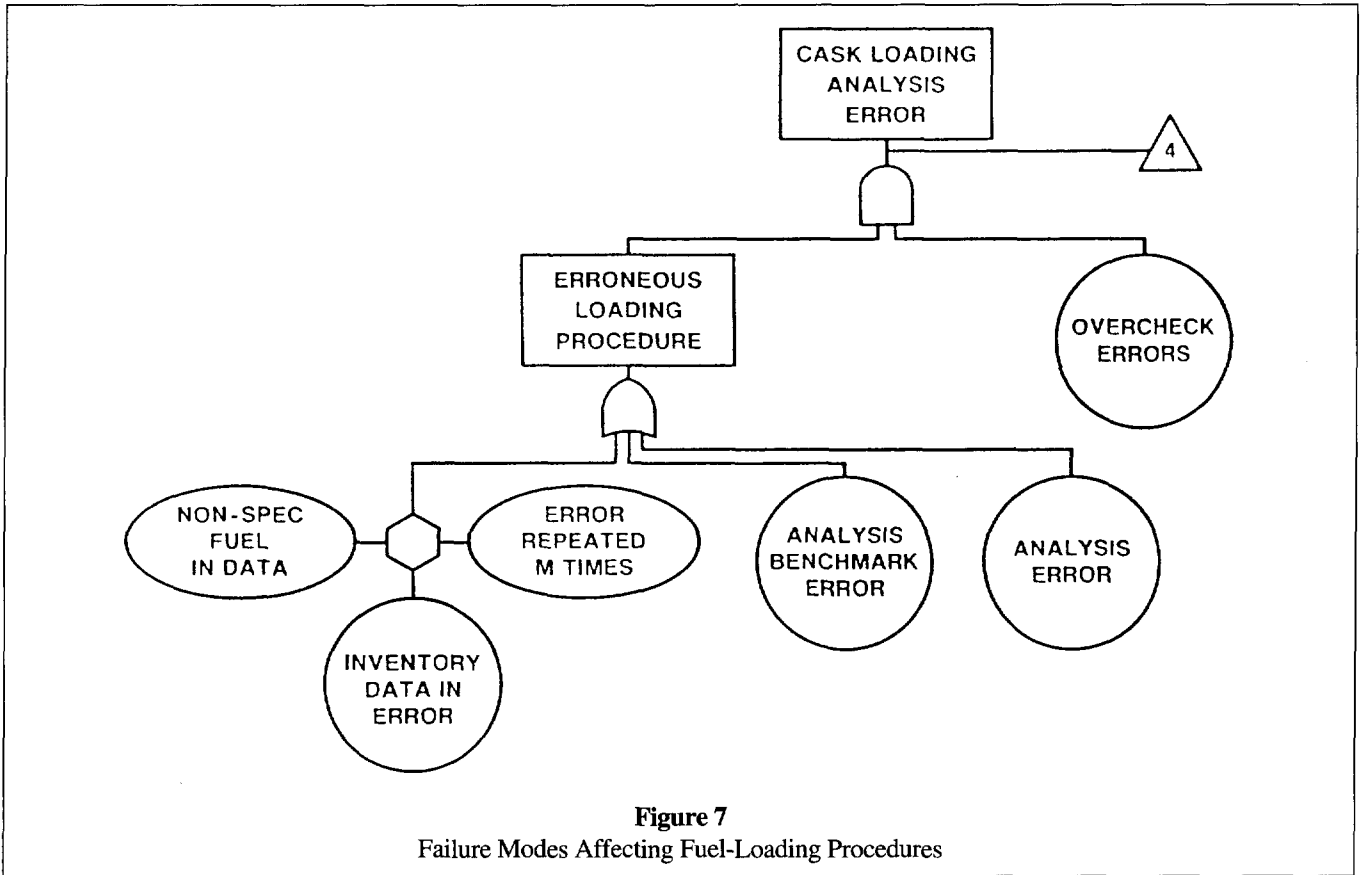 CASK LOADING
ANALYSIS
ERROR
4
ERRONEOUS
LOADING
PROCEDURE
OVERCHECK
ERRORS
NON-SPEC
FUEL
IN DATA
ERROR
REPEATED
M TIMES
ANALYSIS
BENCHMARK
ERROR
ANALYSIS
ERROR
INVENTORY
DATA IN
ERROR
Figure 7
Failure Modes Affecting Fuel-Loading Procedures